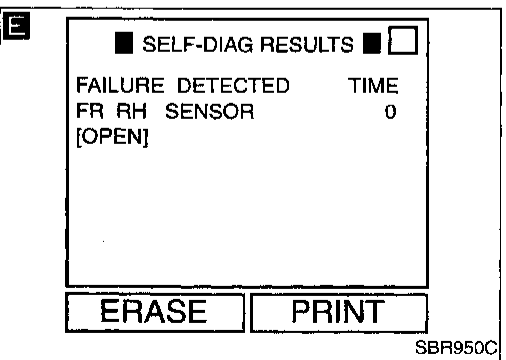 E
■ SELF-DIAG RESULTS ■ □
FAILURE DETECTED TIME
FR RH SENSOR 0
[OPEN]
ERASE PRINT
SBR950C